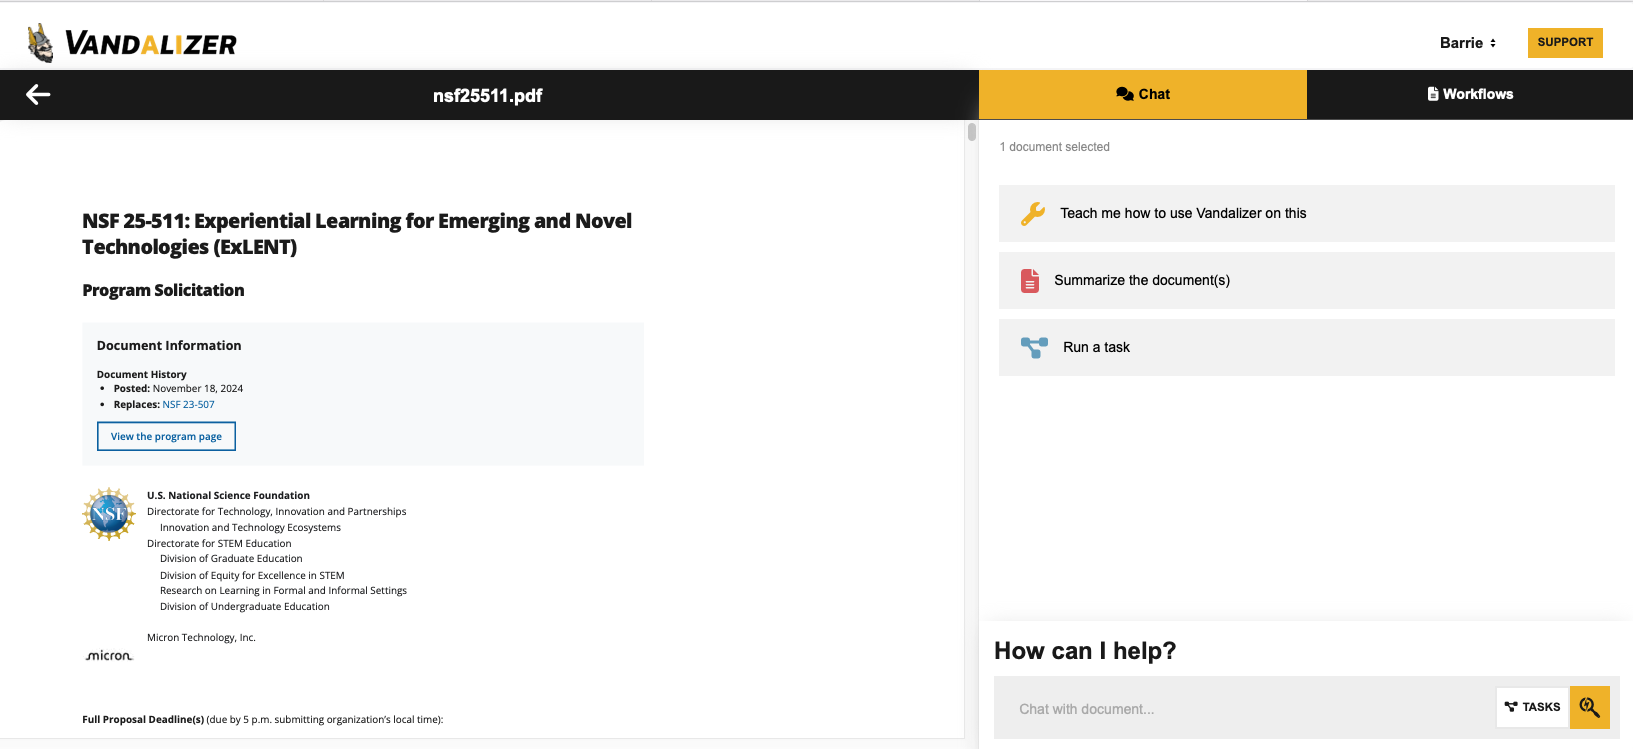 VANDALIZER
Barrie
SUPPORT
nsf25511.pdf
Chat
Workflows
NSF 25-511: Experiential Learning for Emerging and Novel
Technologies (ExLENT)
Program Solicitation
Document Information
Document History
• Posted: November 18, 2024
• Replaces: NSF 23-507
View the program page
NSF
U.S. National Science Foundation
Directorate for Technology, Innovation and Partnerships
Innovation and Technology Ecosystems
Directorate for STEM Education
Division of Graduate Education
Division of Equity for Excellence in STEM
Research on Learning in Formal and Informal Settings
Division of Undergraduate Education
Micron Technology, Inc.
micron
Full Proposal Deadline(s) (due by 5 p.m. submitting organization's local time):
1 document selected
Teach me how to use Vandalizer on this
Summarize the document(s)
Run a task
How can I help?
Chat with document...
TASKS